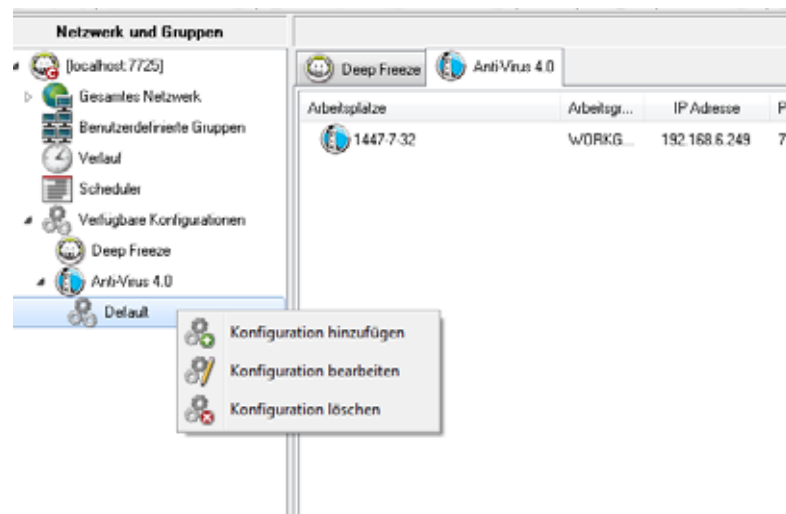 Netzwerk und Gruppen
[localhost:7725]
Gesamtes Netzwerk
Benutzerdefinierte Gruppen
Verlauf
Scheduler
Verfügbare Konfigurationen
Deep Freeze
Anti-Virus 4.0
Default
Konfiguration hinzufügen
Konfiguration bearbeiten
Konfiguration löschen
Deep Freeze Anti-Virus 4.0
Arbeitsplätze Arbeitsgr... IP Adresse P
1447-7-32 WORKG... 192.168.6.249 7